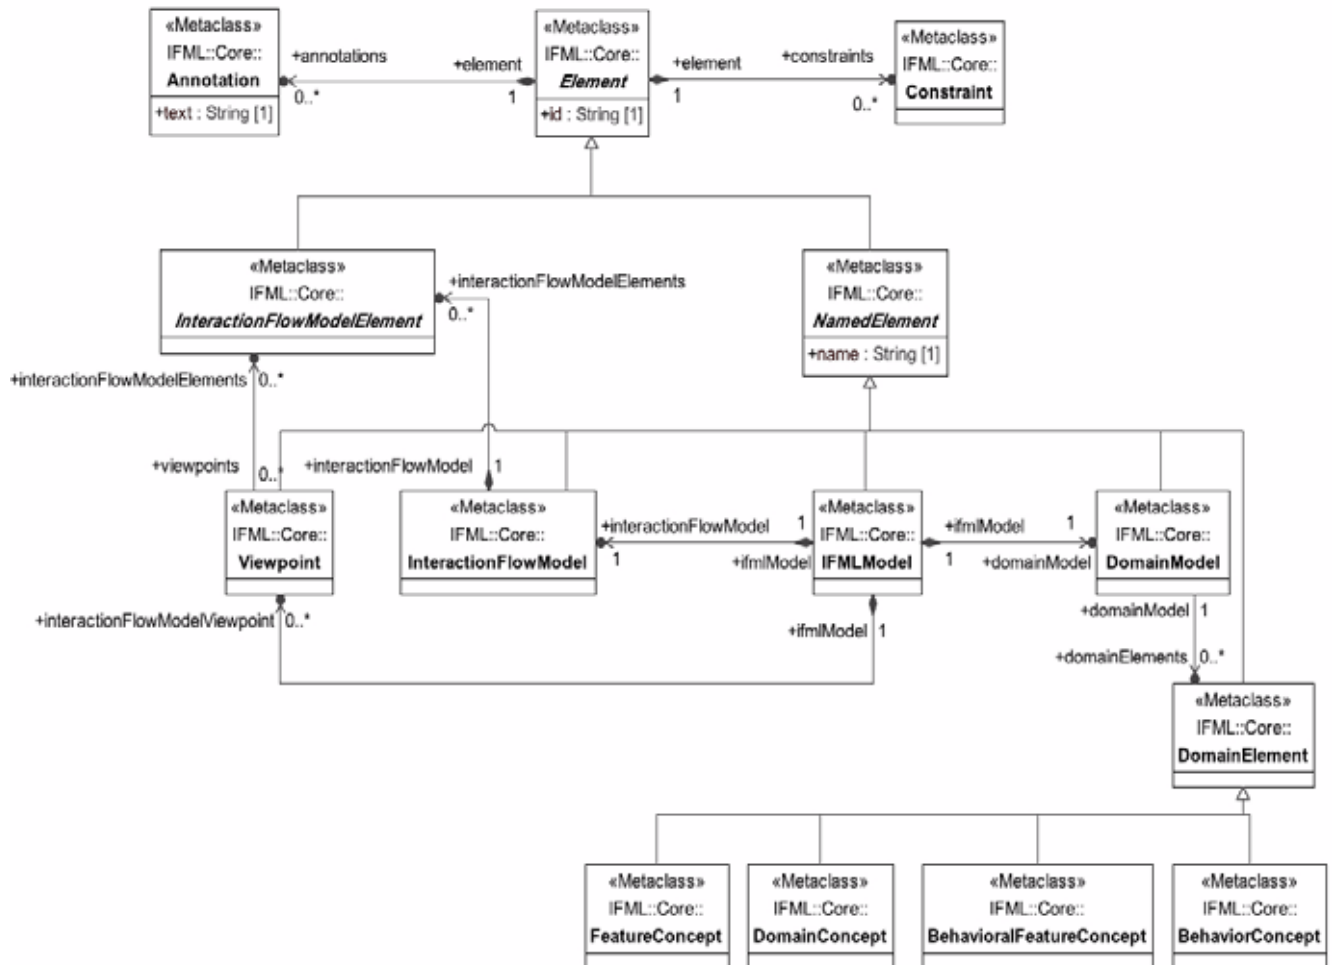 «Metaclass»
IFML::Core::
Annotation
+text : String [1]
+annotations
0..*
+element
1
«Metaclass»
IFML::Core::
Element
+id : String [1]
+element
1
+constraints
0..*
«Metaclass»
IFML::Core::
Constraint
«Metaclass»
IFML::Core::
InteractionFlowModelElement
+interactionFlowModelElements
0..*
«Metaclass»
IFML::Core::
NamedElement
+name : String [1]
+interactionFlowModelElements 0..*
+viewpoints
0..*
+interactionFlowModel 1
«Metaclass»
IFML::Core::
Viewpoint
«Metaclass»
IFML::Core::
InteractionFlowModel
+interactionFlowModel
1
1
+ifmlModel
«Metaclass»
IFML::Core::
IFMLModel
+ifmlModel
1
1
+domainModel
«Metaclass»
IFML::Core::
DomainModel
+interactionFlowModelViewpoint 0..*
+ifmlModel 1
+domainModel 1
+domainElements 0..*
«Metaclass»
IFML::Core::
DomainElement
«Metaclass»
IFML::Core::
FeatureConcept
«Metaclass»
IFML::Core::
DomainConcept
«Metaclass»
IFML::Core::
BehavioralFeatureConcept
«Metaclass»
IFML::Core::
BehaviorConcept